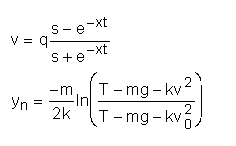 v = q (s – e^(–xt)) / (s + e^(–xt))
y_n = (–m / 2k) ln((T – mg – kv^2) / (T – mg – kv_0^2))